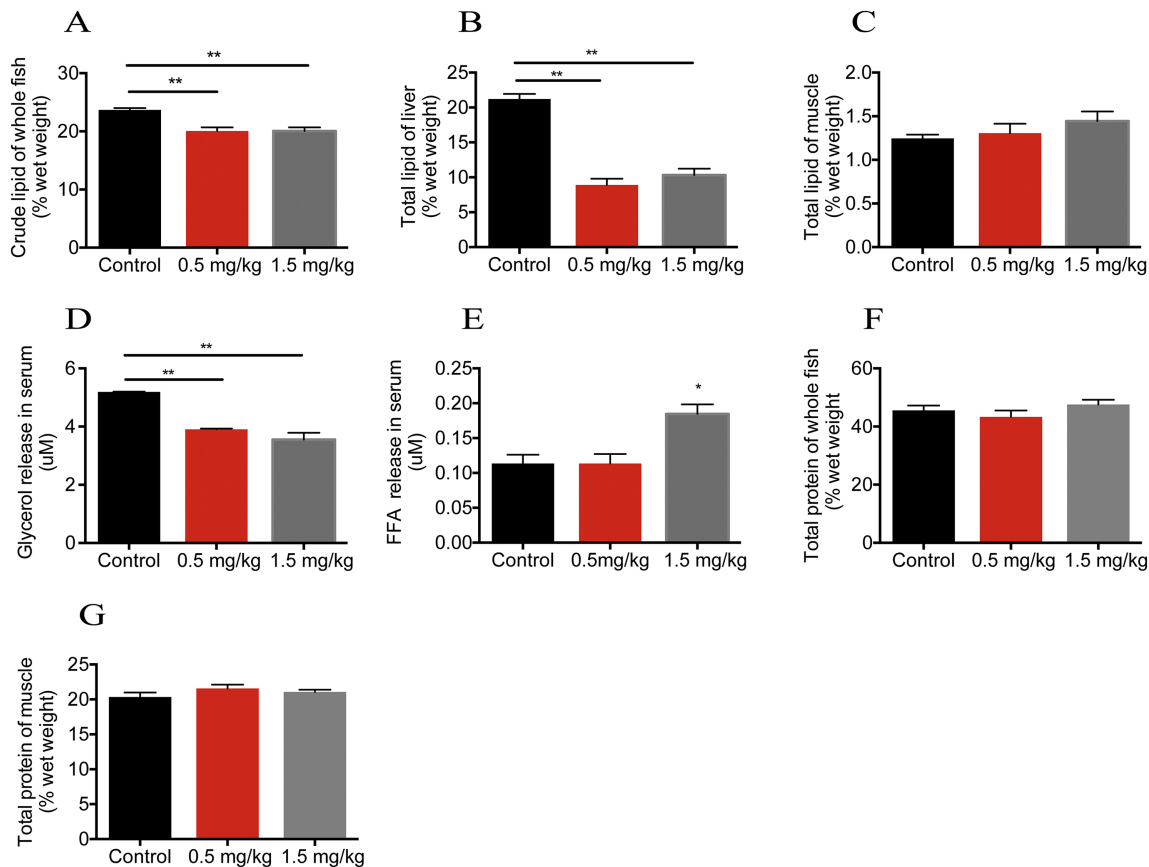 A
Crude lipid of whole fish
(% wet weight)
30
20
10
0
**
**
Control 0.5 mg/kg 1.5 mg/kg
B
Total lipid of liver
(% wet weight)
25
20
15
10
5
0
**
**
Control 0.5 mg/kg 1.5 mg/kg
C
Total lipid of muscle
(% wet weight)
2.0
1.5
1.0
0.5
0.0
Control 0.5 mg/kg 1.5 mg/kg
D
Glycerol release in serum
(uM)
6
4
2
0
**
**
Control 0.5 mg/kg 1.5 mg/kg
E
FFA release in serum
(uM)
0.25
0.20
0.15
0.10
0.05
0.00
*
Control 0.5mg/kg 1.5 mg/kg
F
Total protein of whole fish
(% wet weight
60
40
20
0
Control 0.5 mg/kg 1.5 mg/kg
G
Total protein of muscle
(% wet weight)
25
20
15
10
5
0
Control 0.5 mg/kg 1.5 mg/kg